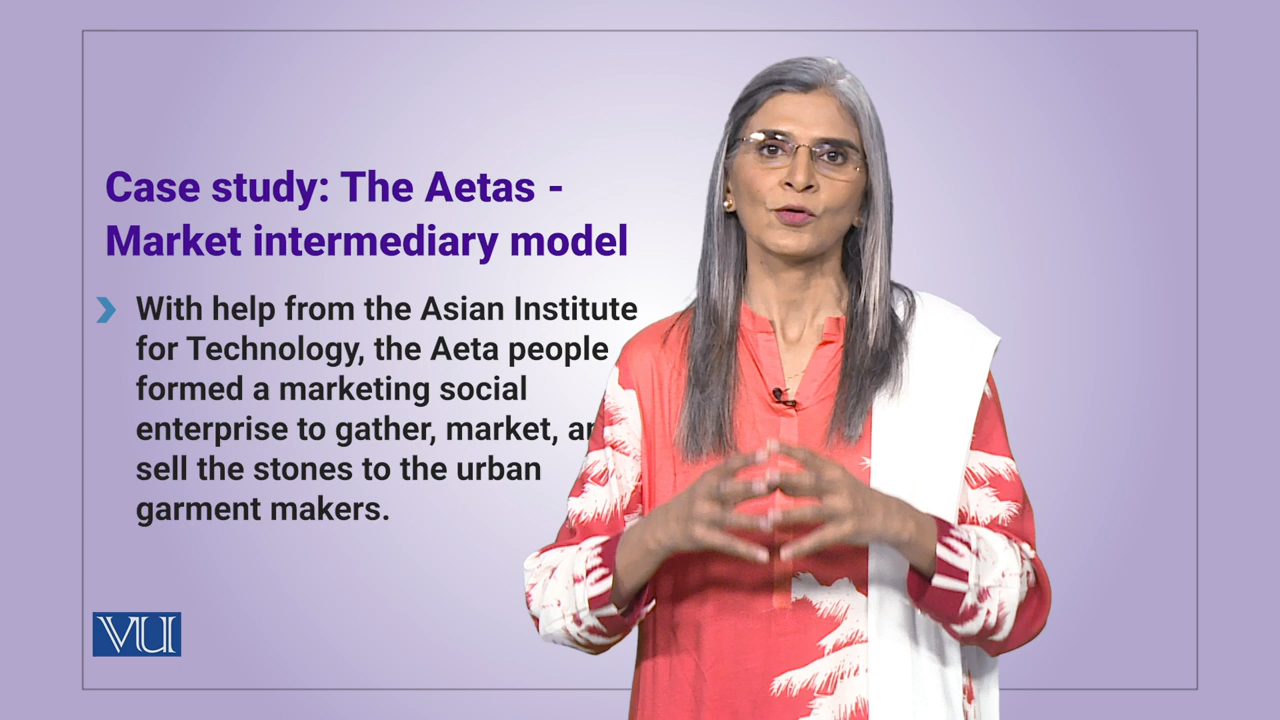 Case study: The Aetas -
Market intermediary model
With help from the Asian Institute
for Technology, the Aeta people
formed a marketing social
enterprise to gather, market,
sell the stones to the urban
garment makers.
VU